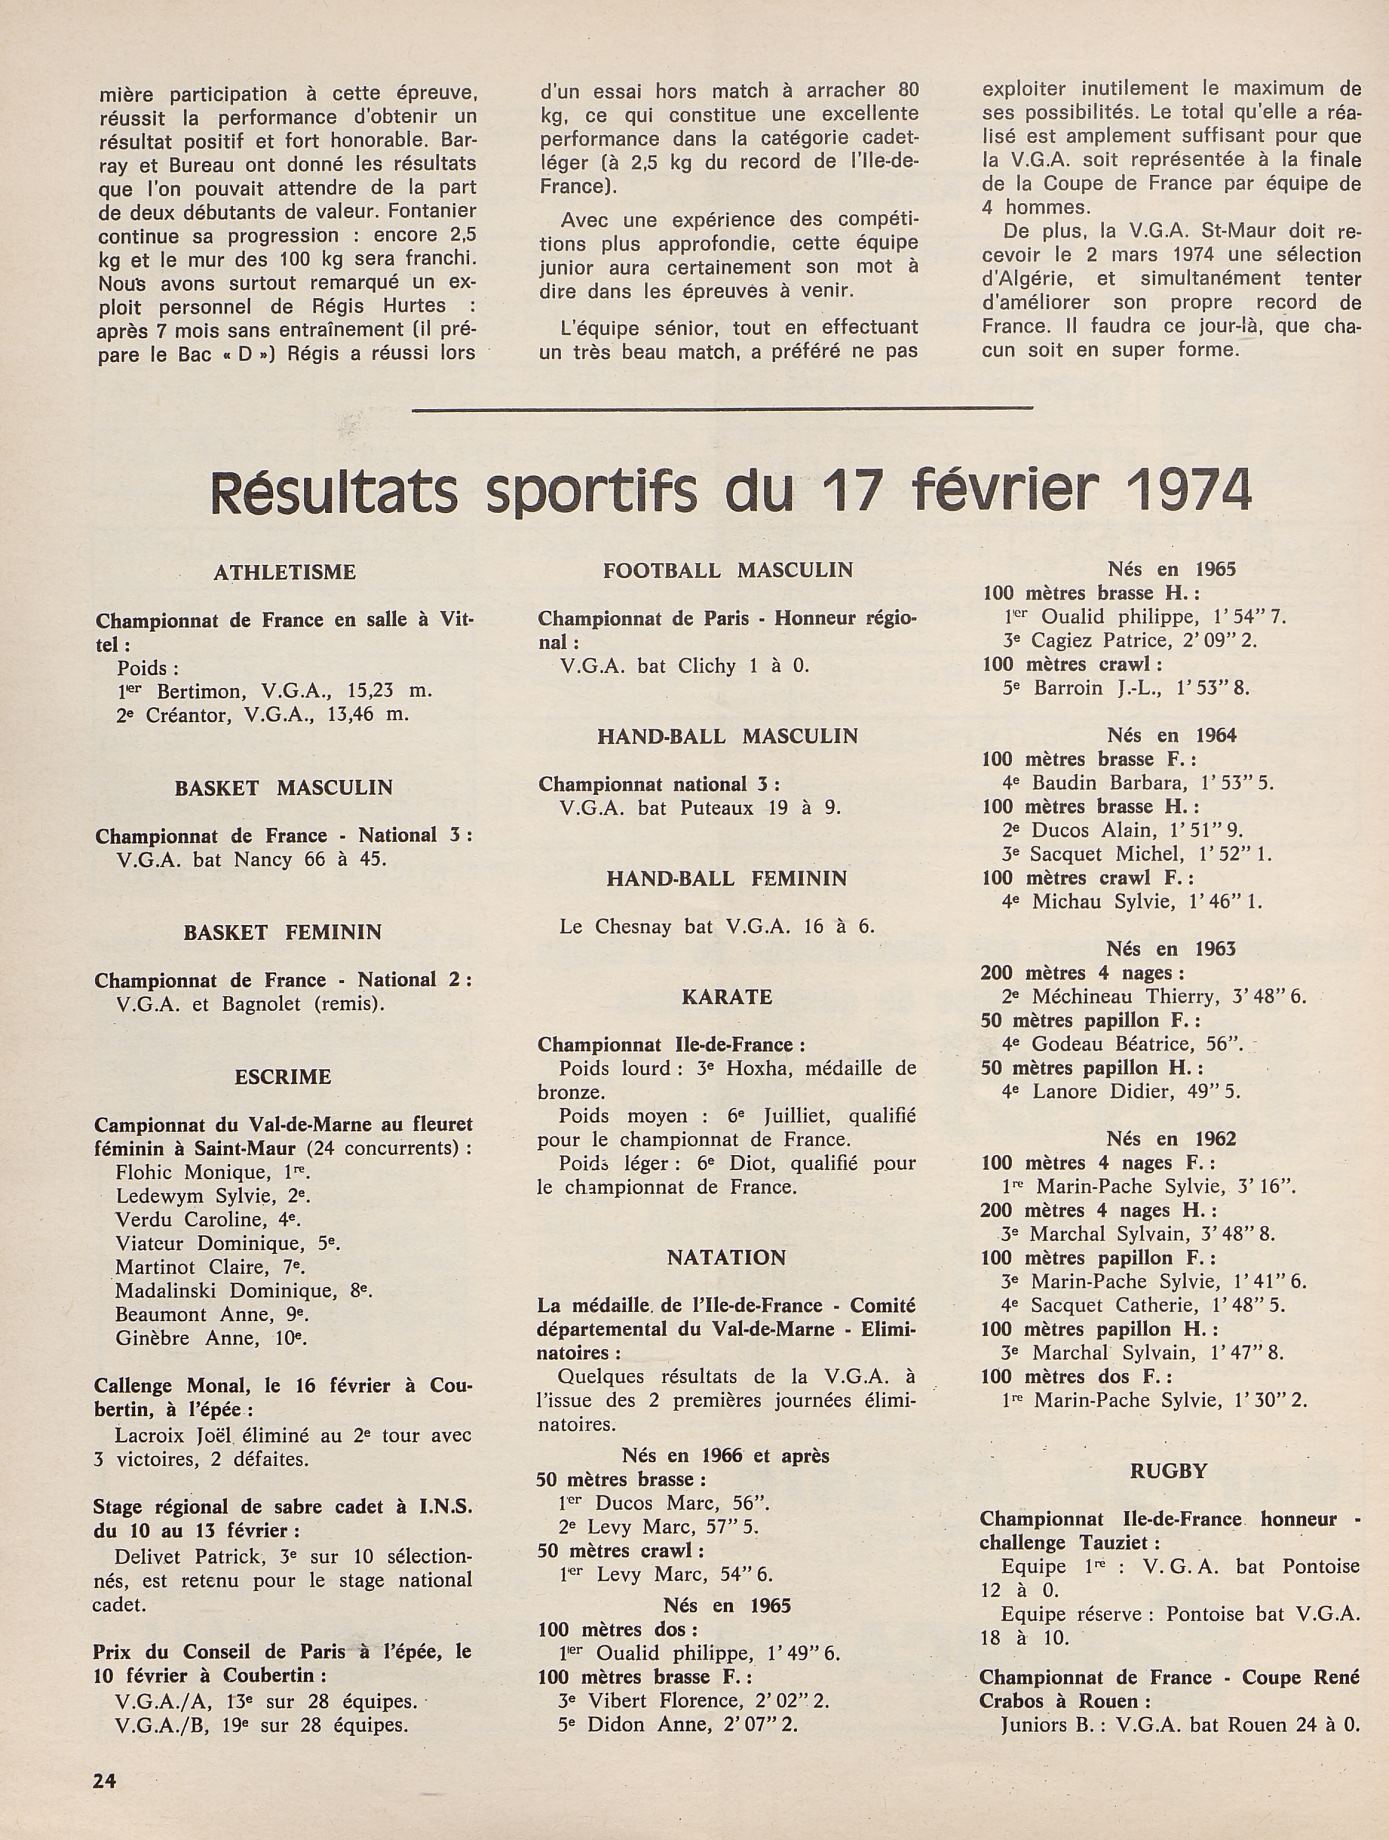 mière participation à cette épreuve,
réussit la performance d'obtenir un
résultat positif et fort honorable. Bar-
ray et Bureau ont donné les résultats
que l'on pouvait attendre de la part
de deux débutants de valeur. Fontanier
continue sa progression : encore 2,5
kg et le mur des 100 kg sera franchi.
Nous avons surtout remarqué un ex-
ploit personnel de Régis Hurtes :
après 7 mois sans entraînement (il pré-
pare le Bac « D ») Régis a réussi lors
d'un essai hors match à arracher 80
kg, ce qui constitue une excellente
performance dans la catégorie cadet-
léger (à 2,5 kg du record de l'Ile-de-
France).
Avec une expérience des compéti-
tions plus approfondie, cette équipe
junior aura certainement son mot à
dire dans les épreuves à venir.
L'équipe sénior, tout en effectuant
un très beau match, a préféré ne pas
exploiter inutilement le maximum de
ses possibilités. Le total qu'elle a réa-
lisé est amplement suffisant pour que
la V.G.A. soit représentée à la finale
de la Coupe de France par équipe de
4 hommes.
De plus, la V.G.A. St-Maur doit re-
cevoir le 2 mars 1974 une sélection
d'Algérie, et simultanément tenter
d'améliorer son propre record de
France. Il faudra ce jour-là, que cha-
cun soit en super forme.
Résultats sportifs du 17 février 1974
ATHLETISME
Championnat de France en salle à Vit-
tel :
Poids :
1er Bertimon, V.G.A., 15,23 m.
2e Créantor, V.G.A., 13,46 m.
BASKET MASCULIN
Championnat de France - National 3 :
V.G.A. bat Nancy 66 à 45.
BASKET FEMININ
Championnat de France - National 2 :
V.G.A. et Bagnolet (remis).
ESCRIME
Campionnat du Val-de-Marne au fleuret
féminin à Saint-Maur (24 concurrents) :
Flohic Monique, 1re.
Ledewym Sylvie, 2e.
Verdu Caroline, 4e.
Viateur Dominique, 5e.
Martinot Claire, 7e.
Madalinski Dominique, 8e.
Beaumont Anne, 9e.
Ginèbre Anne, 10e.
Callenge Monal, le 16 février à Cou-
bertin, à l'épée :
Lacroix Joël éliminé au 2e tour avec
3 victoires, 2 défaites.
Stage régional de sabre cadet à I.N.S.
du 10 au 13 février :
Delivet Patrick, 3e sur 10 sélection-
nés, est retenu pour le stage national
cadet.
Prix du Conseil de Paris à l'épée, le
10 février à Coubertin :
V.G.A./A, 13e sur 28 équipes.
V.G.A./B, 19e sur 28 équipes.
FOOTBALL MASCULIN
Championnat de Paris - Honneur régio-
nal :
V.G.A. bat Clichy 1 à 0.
HAND-BALL MASCULIN
Championnat national 3 :
V.G.A. bat Puteaux 19 à 9.
HAND-BALL FEMININ
Le Chesnay bat V.G.A. 16 à 6.
KARATE
Championnat Ile-de-France :
Poids lourd : 3e Hoxha, médaille de
bronze.
Poids moyen : 6e Juilliet, qualifié
pour le championnat de France.
Poids léger : 6e Diot, qualifié pour
le championnat de France.
NATATION
La médaille de l'Ile-de-France - Comité
départemental du Val-de-Marne - Elimi-
natoires :
Quelques résultats de la V.G.A. à
l'issue des 2 premières journées élimi-
natoires.
Nés en 1966 et après
50 mètres brasse :
1er Ducos Marc, 56”.
2e Levy Marc, 57” 5.
50 mètres crawl :
1er Levy Marc, 54” 6.
Nés en 1965
100 mètres dos :
1er Oualid philippe, 1' 49” 6.
100 mètres brasse F. :
3e Vibert Florence, 2' 02” 2.
5e Didon Anne, 2' 07” 2.
Nés en 1965
100 mètres brasse H. :
1er Oualid philippe, 1' 54” 7.
3e Cagiez Patrice, 2' 09” 2.
100 mètres crawl :
5e Barroin J.-L., 1' 53” 8.
Nés en 1964
100 mètres brasse F. :
4e Baudin Barbara, 1' 53” 5.
100 mètres brasse H. :
2e Ducos Alain, 1' 51” 9.
3e Sacquet Michel, 1' 52” 1.
100 mètres crawl F. :
4e Michau Sylvie, 1' 46” 1.
Nés en 1963
200 mètres 4 nages :
2e Méchineau Thierry, 3' 48” 6.
50 mètres papillon F. :
4e Godeau Béatrice, 56”.
50 mètres papillon H. :
4e Lanore Didier, 49” 5.
Nés en 1962
100 mètres 4 nages F. :
1re Marin-Pache Sylvie, 3' 16”.
200 mètres 4 nages H. :
3e Marchal Sylvain, 3' 48” 8.
100 mètres papillon F. :
3e Marin-Pache Sylvie, 1' 41” 6.
4e Sacquet Catherie, 1' 48” 5.
100 mètres papillon H. :
3e Marchal Sylvain, 1' 47” 8.
100 mètres dos F. :
1re Marin-Pache Sylvie, 1' 30” 2.
RUGBY
Championnat Ile-de-France honneur -
challenge Tauziet :
Equipe 1re : V. G. A. bat Pontoise
12 à 0.
Equipe réserve : Pontoise bat V.G.A.
18 à 10.
Championnat de France - Coupe René
Crabos à Rouen :
Juniors B. : V.G.A. bat Rouen 24 à 0.
24